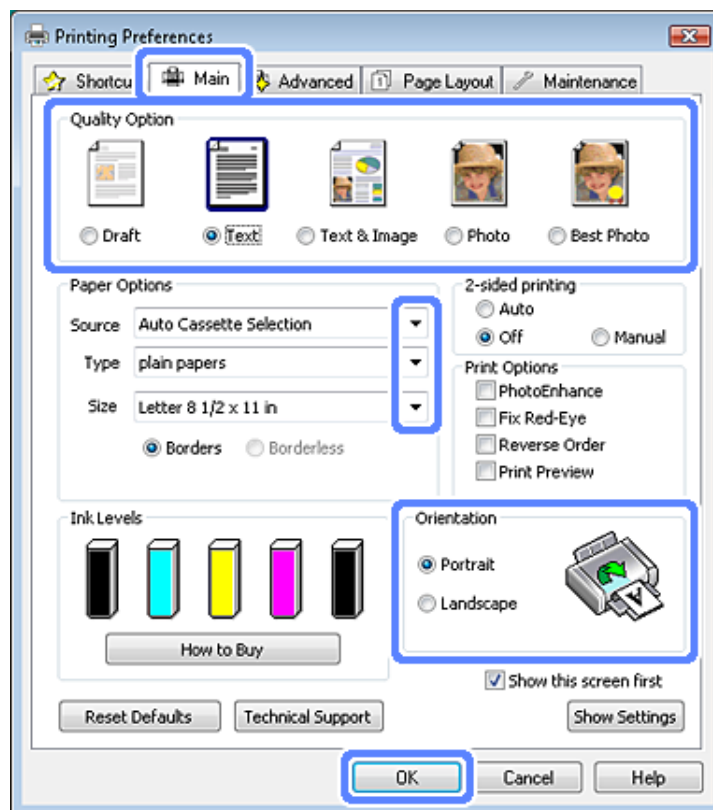 Printing Preferences
Shortcu Main Advanced 1 Page Layout Maintenance
Quality Option
Draft Text Text & Image Photo Best Photo
Paper Options
Source Auto Cassette Selection
Type plain papers
Size Letter 8 1/2 x 11 in
Borders Borderless
2-sided printing
Auto
Off Manual
Print Options
PhotoEnhance
Fix Red-Eye
Reverse Order
Print Preview
Ink Levels
How to Buy
Orientation
Portrait
Landscape
A
Show this screen first
Reset Defaults Technical Support Show Settings
OK Cancel Help